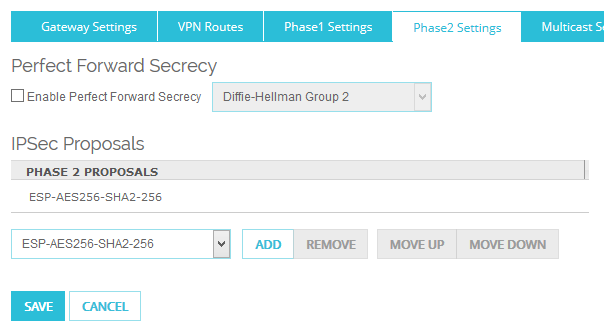 Gateway Settings VPN Routes Phase1 Settings Phase2 Settings Multicast Se
Perfect Forward Secrecy
Enable Perfect Forward Secrecy Diffie-Hellman Group 2
IPSec Proposals
PHASE 2 PROPOSALS
ESP-AES256-SHA2-256
ESP-AES256-SHA2-256 ADD REMOVE MOVE UP MOVE DOWN
SAVE CANCEL